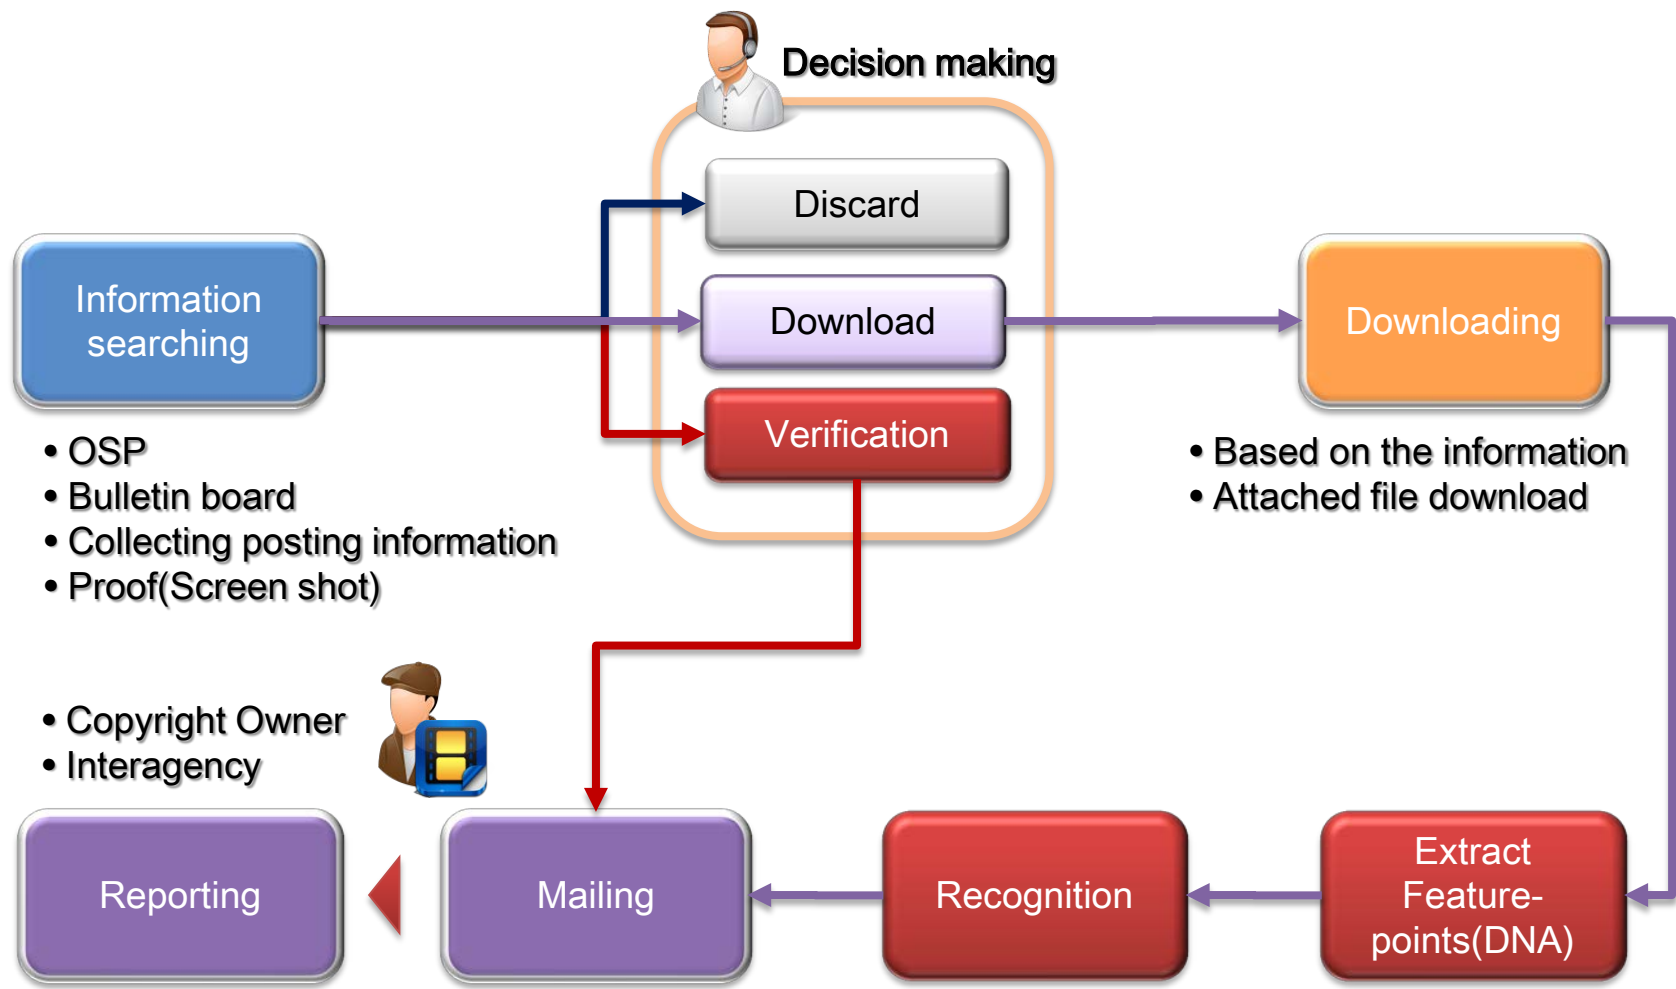 Decision making
Discard
Information
searching
Download
Downloading
Verification
• OSP
• Bulletin board
• Collecting posting information
• Proof(Screen shot)
• Based on the information
• Attached file download
• Copyright Owner
• Interagency
Reporting
Mailing
Recognition
Extract
Feature-
points(DNA)